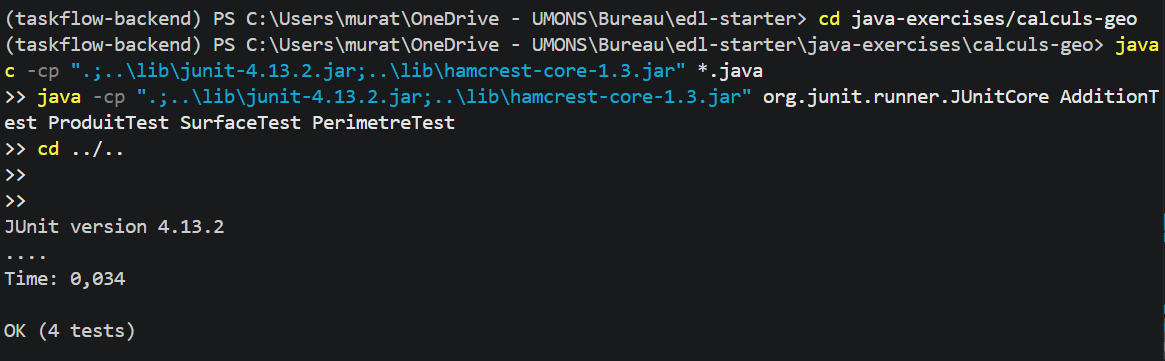 (taskflow-backend) PS C:\Users\murat\OneDrive - UMONS\Bureau\edl-starter> cd java-exercises/calculs-geo
(taskflow-backend) PS C:\Users\murat\OneDrive - UMONS\Bureau\edl-starter\java-exercises\calculs-geo> java
c -cp ".;..\lib\junit-4.13.2.jar;..\lib\hamcrest-core-1.3.jar" *.java
>> java -cp ".;..\lib\junit-4.13.2.jar;..\lib\hamcrest-core-1.3.jar" org.junit.runner.JUnitCore AdditionT
est ProduitTest SurfaceTest PerimetreTest
>> cd ../..
>>
>>
JUnit version 4.13.2
....
Time: 0,034
OK (4 tests)